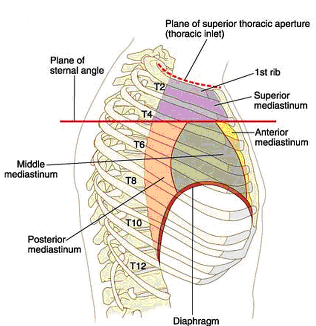 Plane of superior thoracic aperture
(thoracic inlet)
Plane of
sternal angle
1st rib
T2
Superior
mediastinum
T4
Anterior
mediastinum
T6
Middle
mediastinum
T8
Posterior
mediastinum
T10
T12
Diaphragm